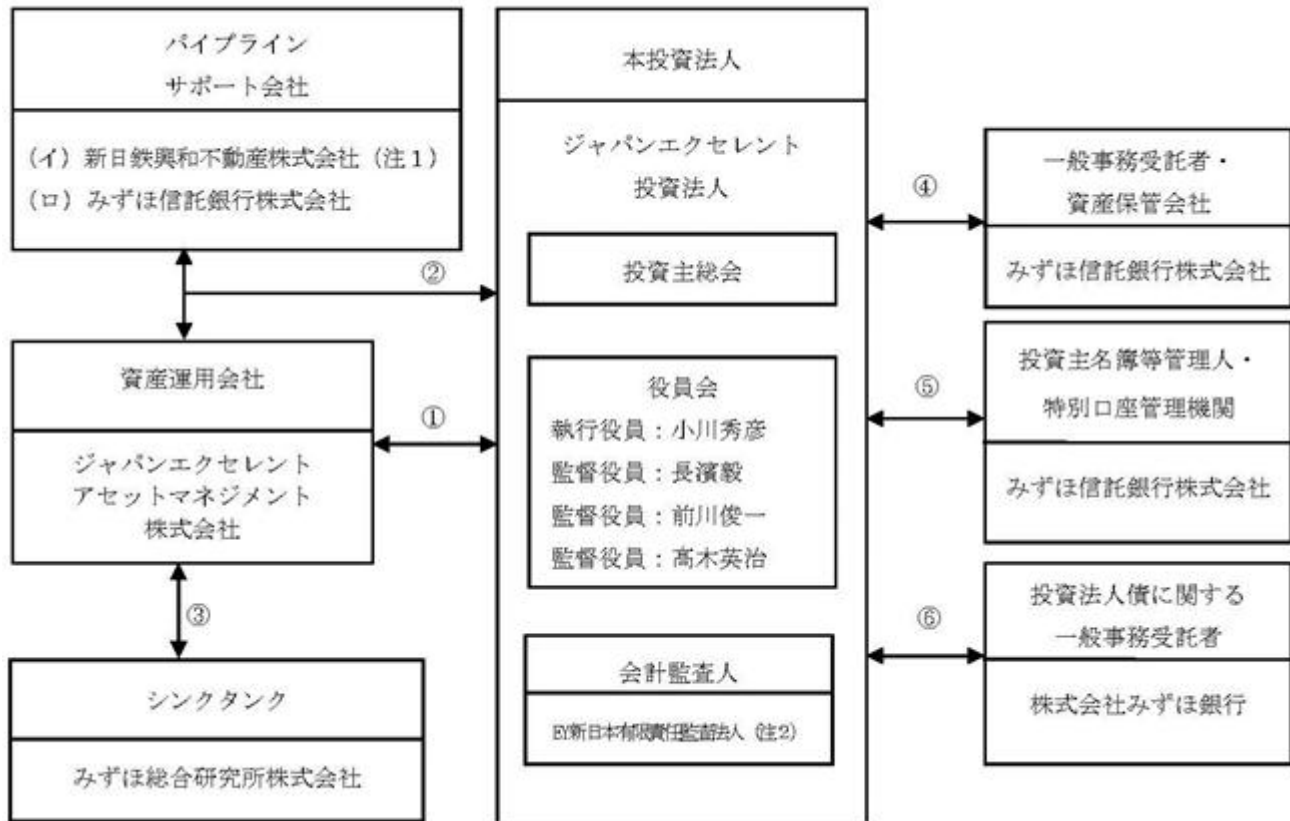 パイプライン
サポート会社
(イ) 新日鉄興和不動産株式会社 (注1)
(ロ) みずほ信託銀行株式会社
②
資産運用会社
ジャパンエクセレント
アセットマネジメント
株式会社
①
③
シンクタンク
みずほ総合研究所株式会社
本投資法人
ジャパンエクセレント
投資法人
投資主総会
役員会
執行役員：小川秀彦
監督役員：長濱毅
監督役員：前川俊一
監督役員：髙木英治
会計監査人
EY新日本有限責任監査法人 (注2)
④
一般事務受託者・
資産保管会社
みずほ信託銀行株式会社
⑤
投資主名簿等管理人・
特別口座管理機関
みずほ信託銀行株式会社
⑥
投資法人債に関する
一般事務受託者
株式会社みずほ銀行